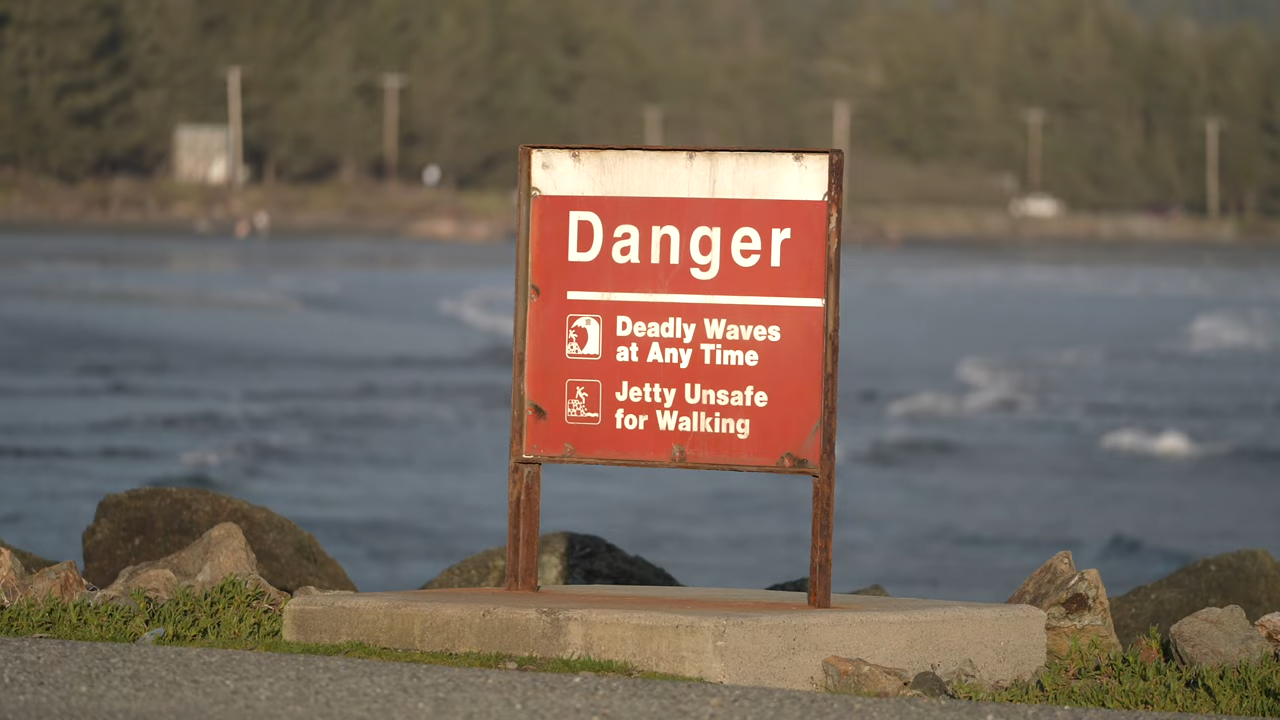 Danger
Deadly Waves
at Any Time
Jetty Unsafe
for Walking